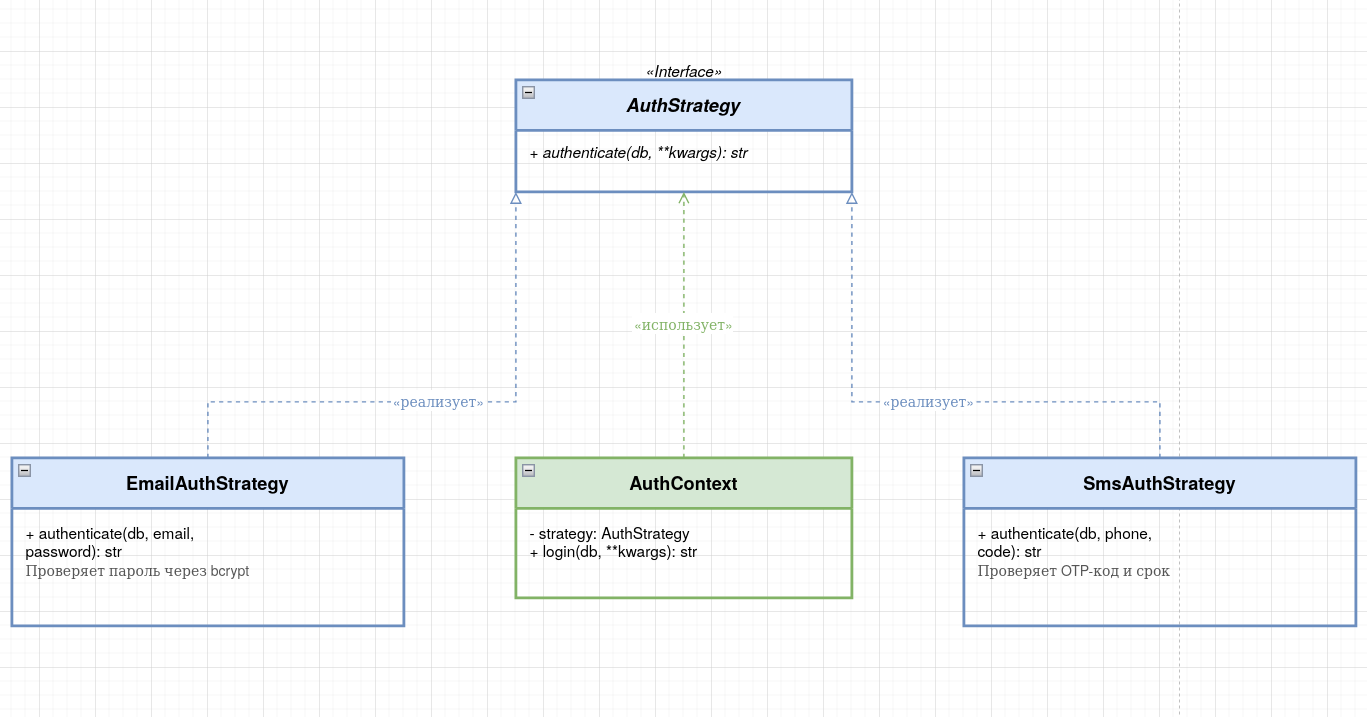 «Interface»
AuthStrategy
+ authenticate(db, **kwargs): str
«использует»
«реализует»
«реализует»
EmailAuthStrategy
+ authenticate(db, email,
password): str
Проверяет пароль через bcrypt
AuthContext
- strategy: AuthStrategy
+ login(db, **kwargs): str
SmsAuthStrategy
+ authenticate(db, phone,
code): str
Проверяет OTP-код и срок